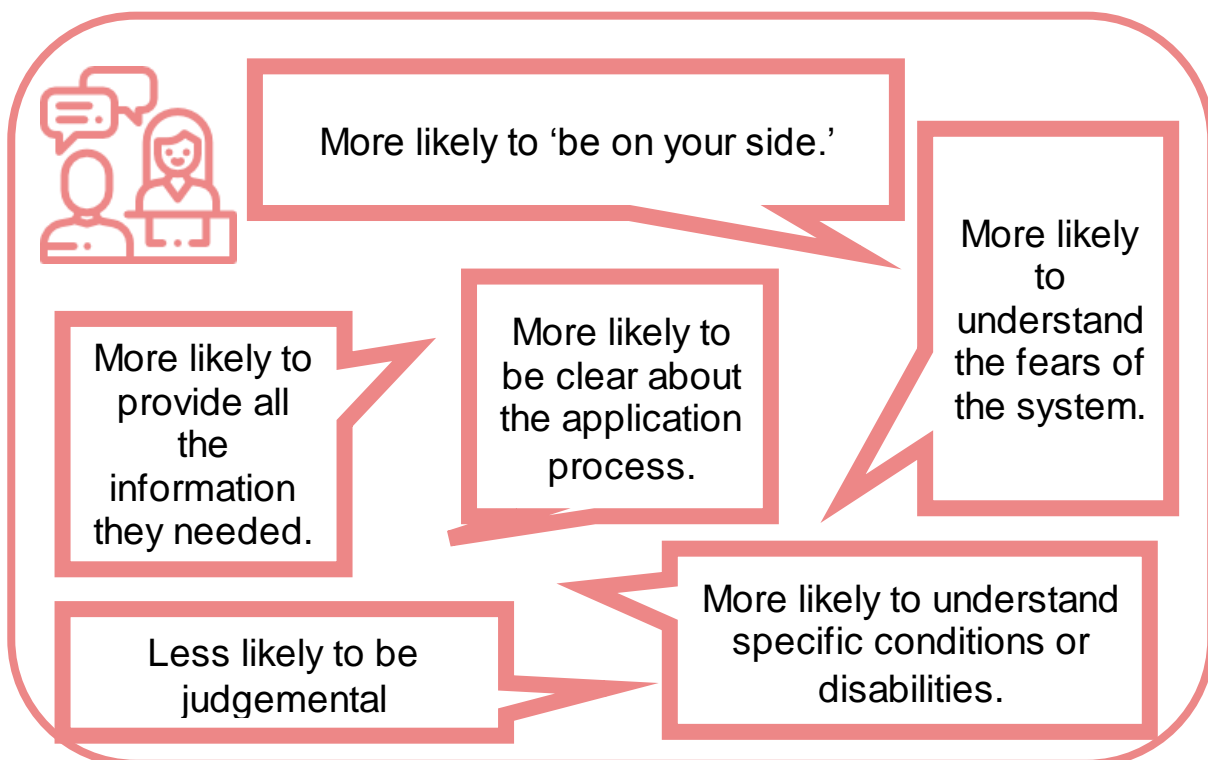 More likely to ‘be on your side.’
More likely
to
understand
the fears of
the system.
More likely to
provide all
the
information
they needed.
More likely to
be clear about
the application
process.
More likely to understand
specific conditions or
disabilities.
Less likely to be
judgemental